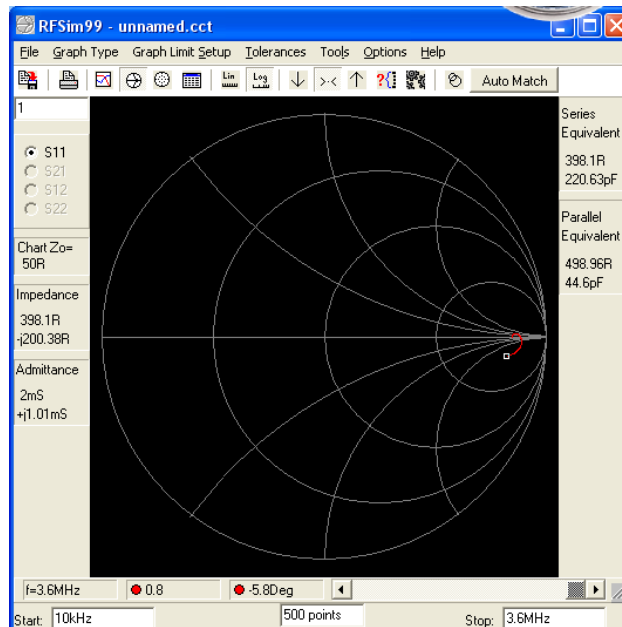 RFSim99 - unnamed.cct
File Graph Type Graph Limit Setup Tolerances Tools Options Help
Lin Log ?{} Auto Match
1
S11
S21
S12
S22
Chart Zo=
50R
Impedance
398.1R
-j200.38R
Admittance
2mS
+j1.01mS
Series
Equivalent
398.1R
220.63pF
Parallel
Equivalent
498.96R
44.6pF
f=3.6MHz 0.8 -5.8Deg
Start: 10kHz 500 points Stop: 3.6MHz